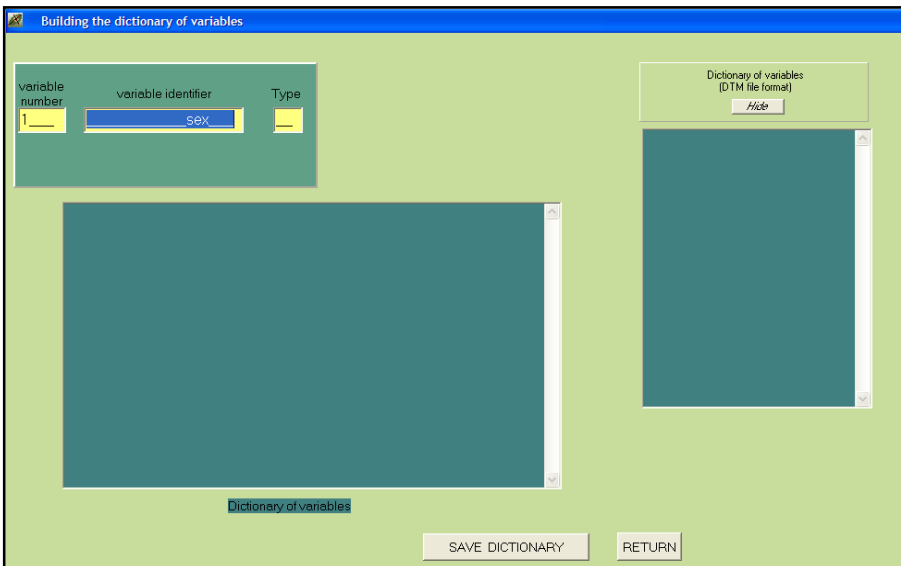 Building the dictionary of variables
variable number
variable identifier
Type
1___
______________sex____
__
Dictionary of variables
(DTM file format)
Hide
Dictionary of variables
SAVE DICTIONARY
RETURN